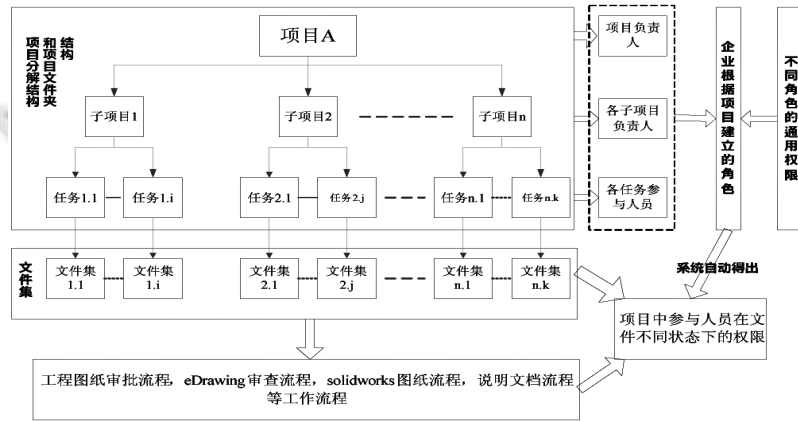 项目分解结构
和项目文件夹
结构
项目A
子项目1
子项目2
子项目n
任务1.1
任务1.i
任务2.1
任务2.j
任务n.1
任务n.k
文件集
文件集
1.1
文件集
1.i
文件集
2.1
文件集
2.j
文件集
n.1
文件集
n.k
工程图纸审批流程，eDrawing审查流程，solidworks图纸流程，说明文档流程
等工作流程
项目负责
人
各子项目
负责人
各任务参
与人员
企业根据项目建立的角色
不同角色的通用权限
系统自动得出
项目中参与人员在文
件不同状态下的权限